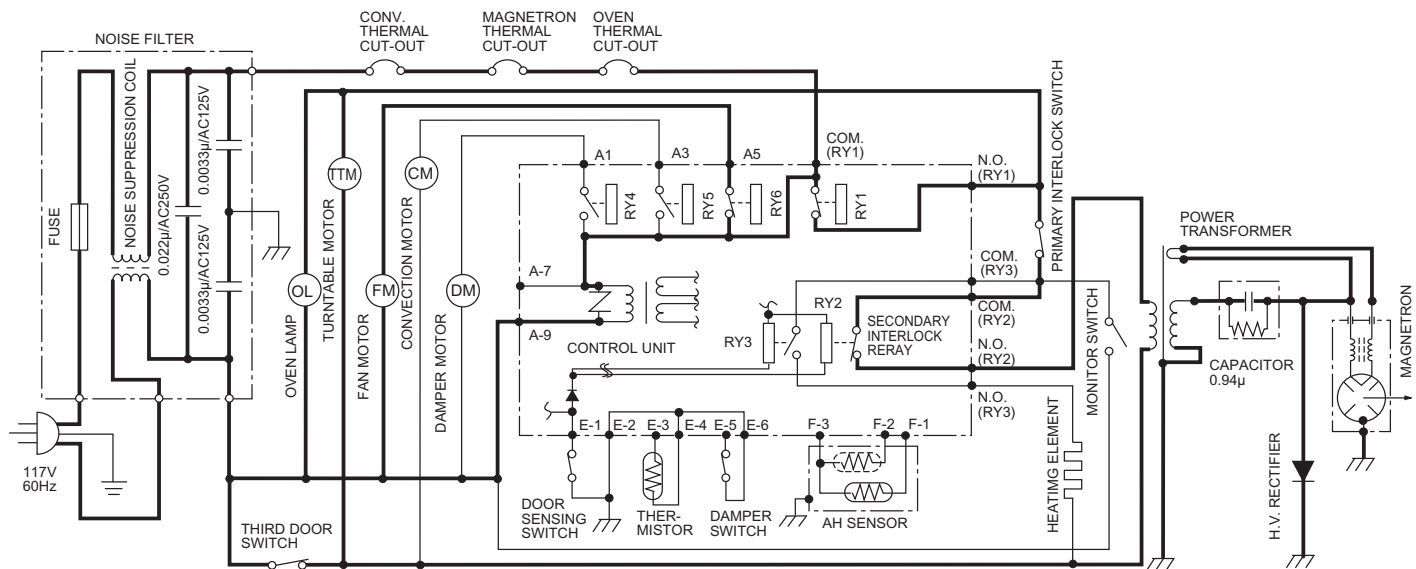 CONV.
THERMAL
CUT-OUT
MAGNETRON
THERMAL
CUT-OUT
OVEN
THERMAL
CUT-OUT
NOISE FILTER
FUSE
NOISE SUPPRESSION COIL
0.022μ/AC250V
0.0033μ/AC125V
0.0033μ/AC125V
117V
60Hz
OL
OVEN LAMP
TTM
TURNTABLE MOTOR
FM
FAN MOTOR
CM
CONVECTION MOTOR
DM
DAMPER MOTOR
A1
A3
A5
COM.
(RY1)
N.O.
(RY1)
RY4
RY5
RY6
RY1
PRIMARY INTERLOCK SWITCH
A-7
A-9
CONTROL UNIT
RY2
RY3
SECONDARY
INTERLOCK
RERAY
COM.
(RY3)
COM.
(RY2)
N.O.
(RY2)
N.O.
(RY3)
MONITOR SWITCH
POWER
TRANSFORMER
CAPACITOR
0.94μ
MAGNETRON
H.V. RECTIFIER
HEATIMG ELEMENT
E-1
E-2
E-3
E-4
E-5
E-6
F-3
F-2
F-1
DOOR
SENSING
SWITCH
THER-
MISTOR
DAMPER
SWITCH
AH SENSOR
THIRD DOOR
SWITCH